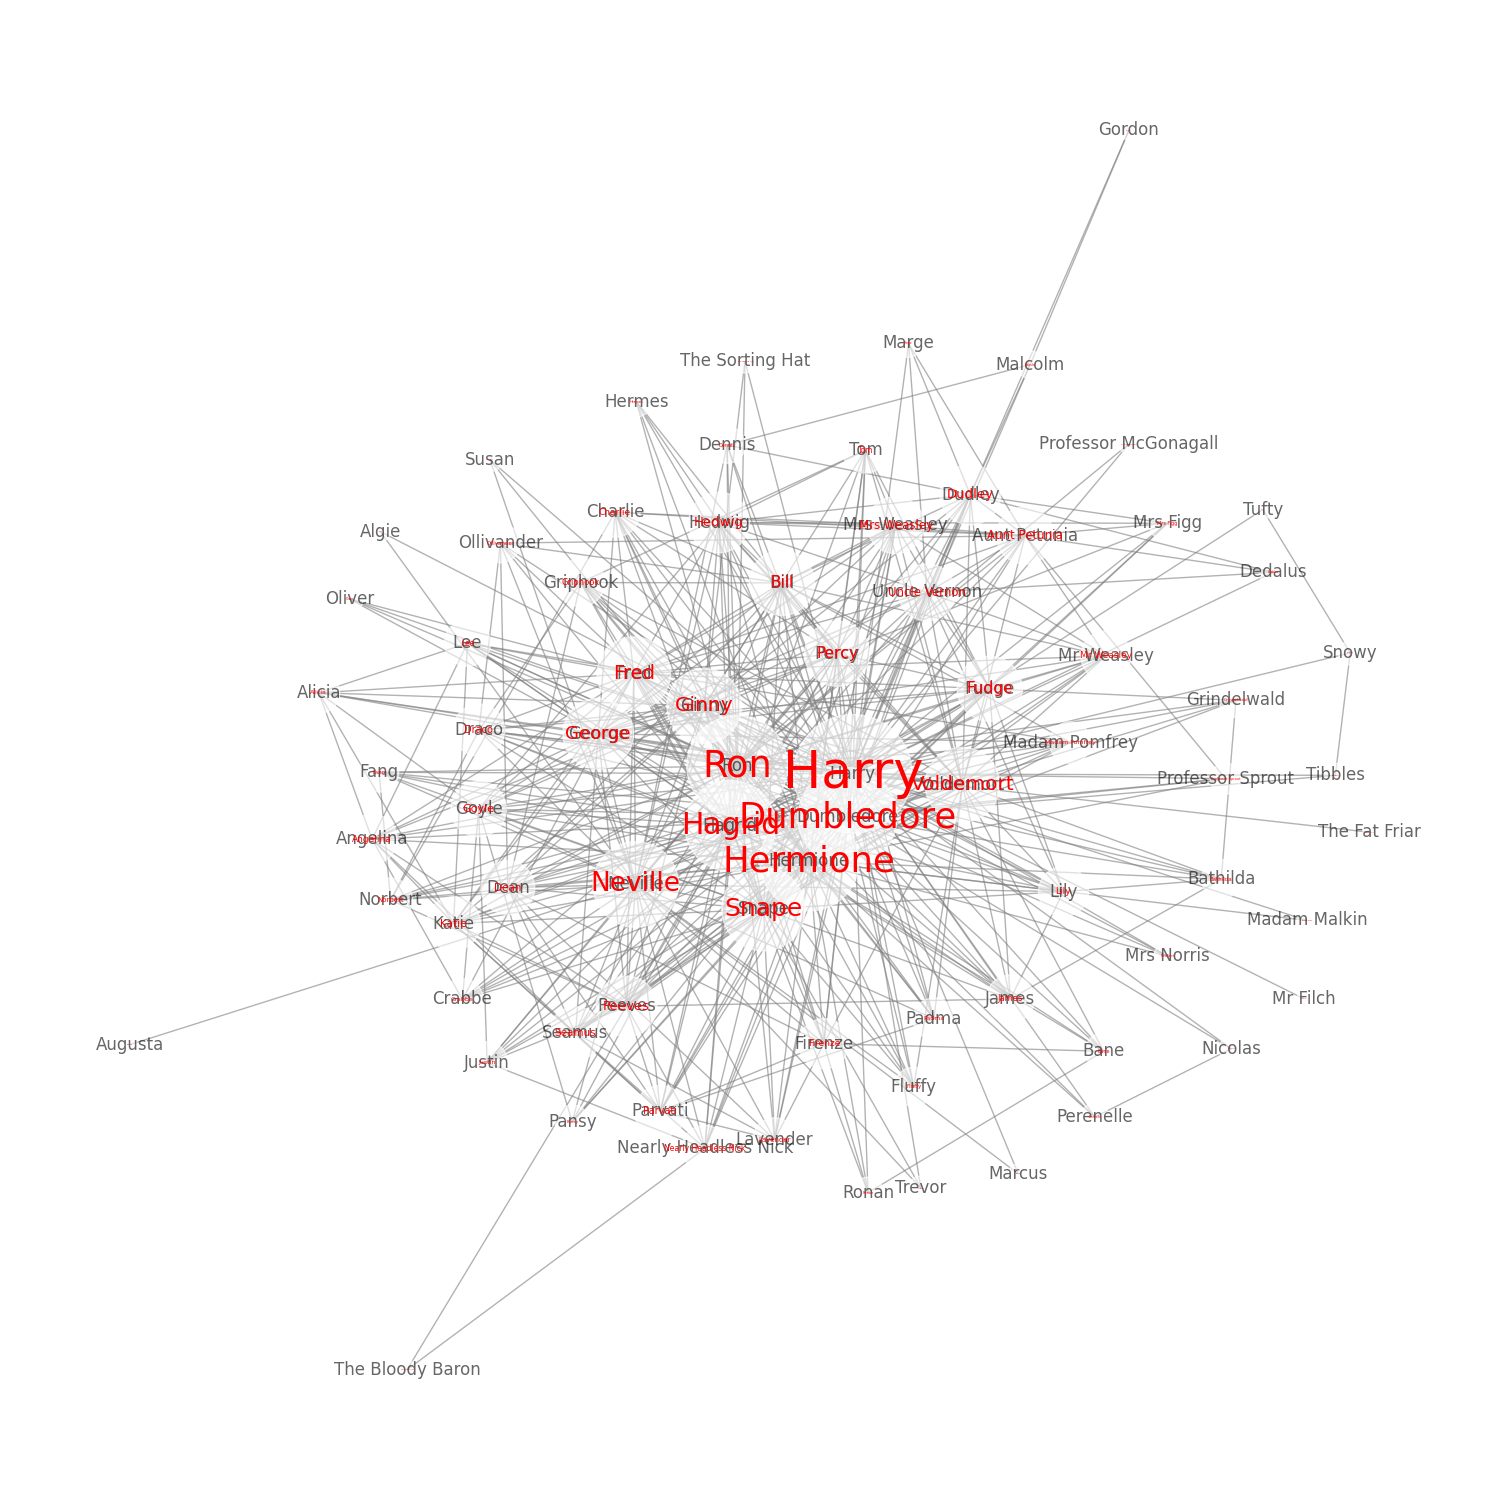 Gordon
Marge
The Sorting Hat
Malcolm
Hermes
Dennis
Tom
Professor McGonagall
Susan
Dudley
Tufty
Charlie
Hedwig
Mrs Weasley
Mrs Figg
Algie
Aunt Petunia
Ollivander
Dedalus
Griphook
Bill
Uncle Vernon
Oliver
Lee
Percy
Mr Weasley
Snowy
Fred
Fudge
Alicia
Ginny
Grindelwald
Draco
George
Madam Pomfrey
Ron
Harry
Fang
Voldemort
Professor Sprout
Tibbles
Goyle
Dumbledore
Hagrid
The Fat Friar
Angelina
Hermione
Neville
Dean
Lily
Bathilda
Norbert
Snape
Katie
Madam Malkin
Mrs Norris
Crabbe
Peeves
James
Mr Filch
Seamus
Padma
Augusta
Firenze
Bane
Nicolas
Justin
Fluffy
Parvati
Pansy
Perenelle
Lavender
Nearly Headless Nick
Marcus
Ronan
Trevor
The Bloody Baron